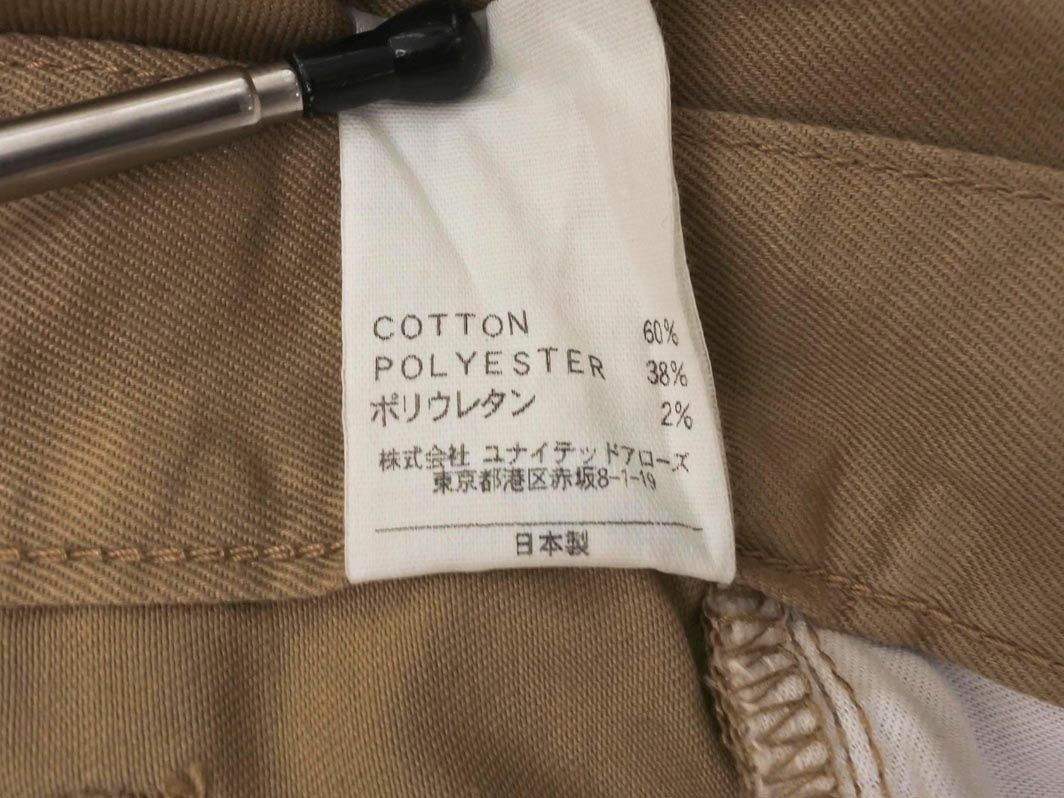 COTTON 60%
POLYESTER 38%
ポリウレタン 2%
株式会社 ユナイテッドアローズ
東京都港区赤坂8-1-19
日本製